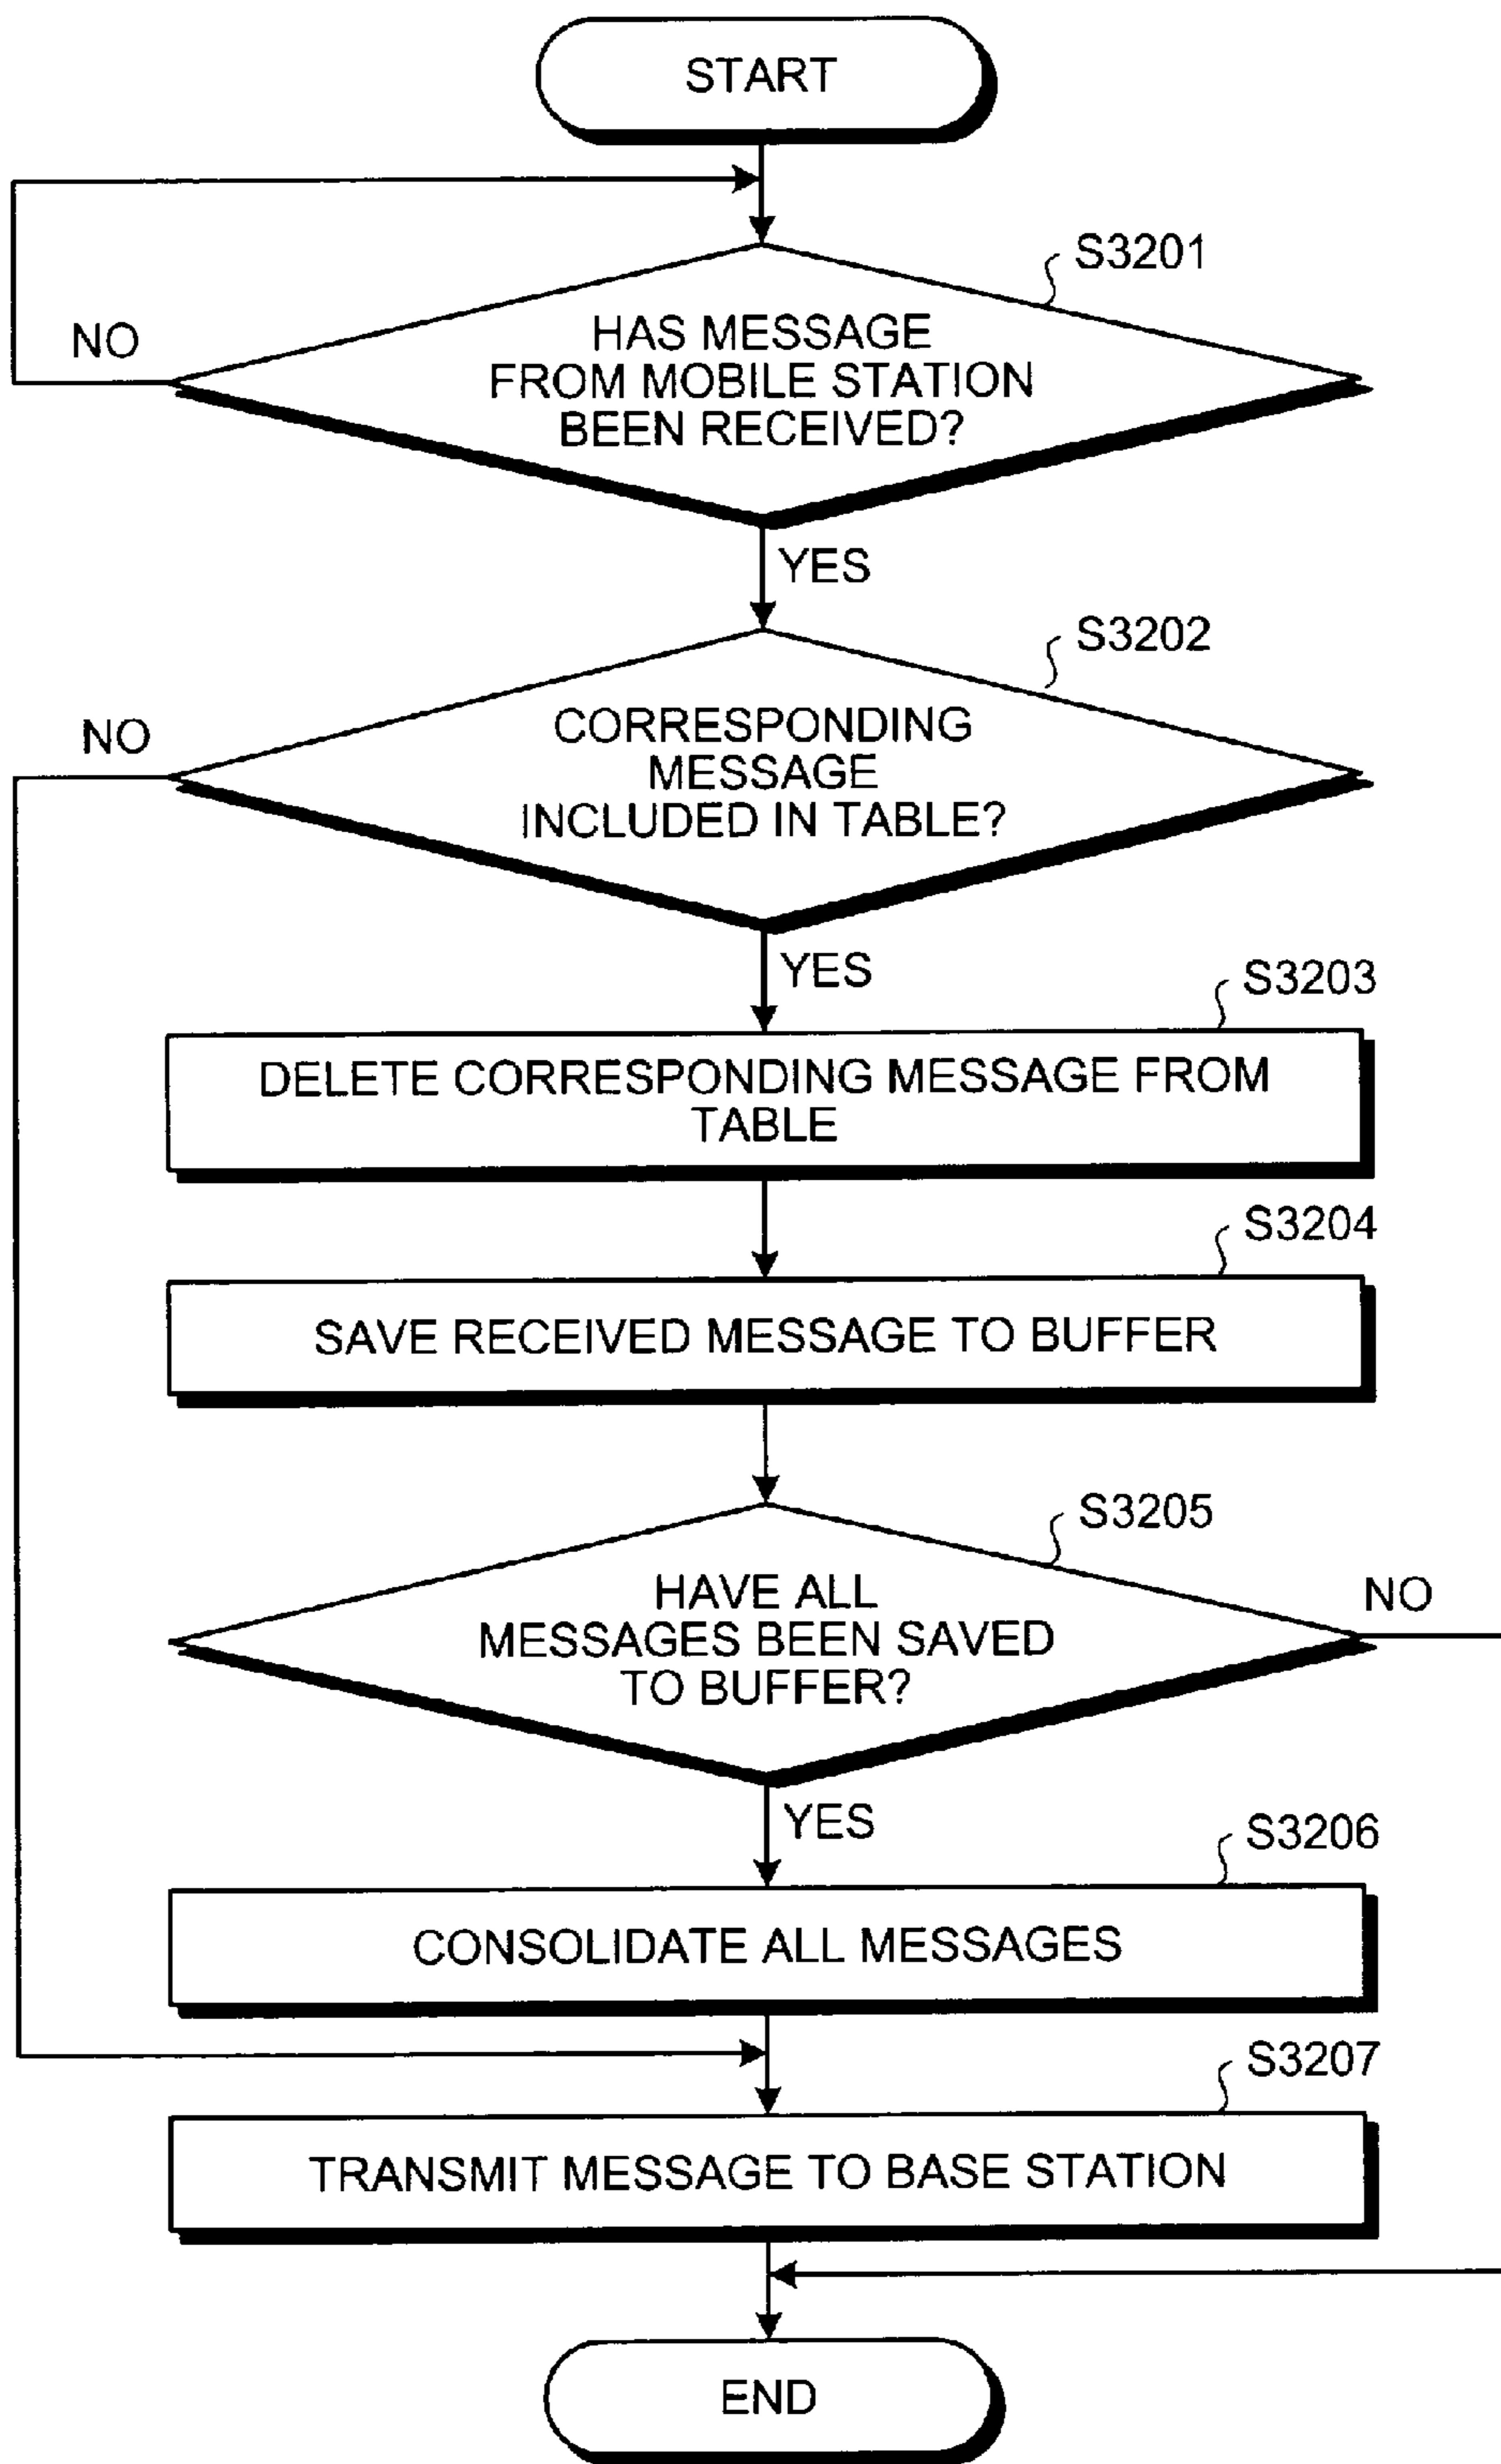 START
S3201
NO
HAS MESSAGE
FROM MOBILE STATION
BEEN RECEIVED?
YES
S3202
NO
CORRESPONDING
MESSAGE
INCLUDED IN TABLE?
YES
S3203
DELETE CORRESPONDING MESSAGE FROM
TABLE
S3204
SAVE RECEIVED MESSAGE TO BUFFER
S3205
HAVE ALL
MESSAGES BEEN SAVED
TO BUFFER?
NO
YES
S3206
CONSOLIDATE ALL MESSAGES
S3207
TRANSMIT MESSAGE TO BASE STATION
END